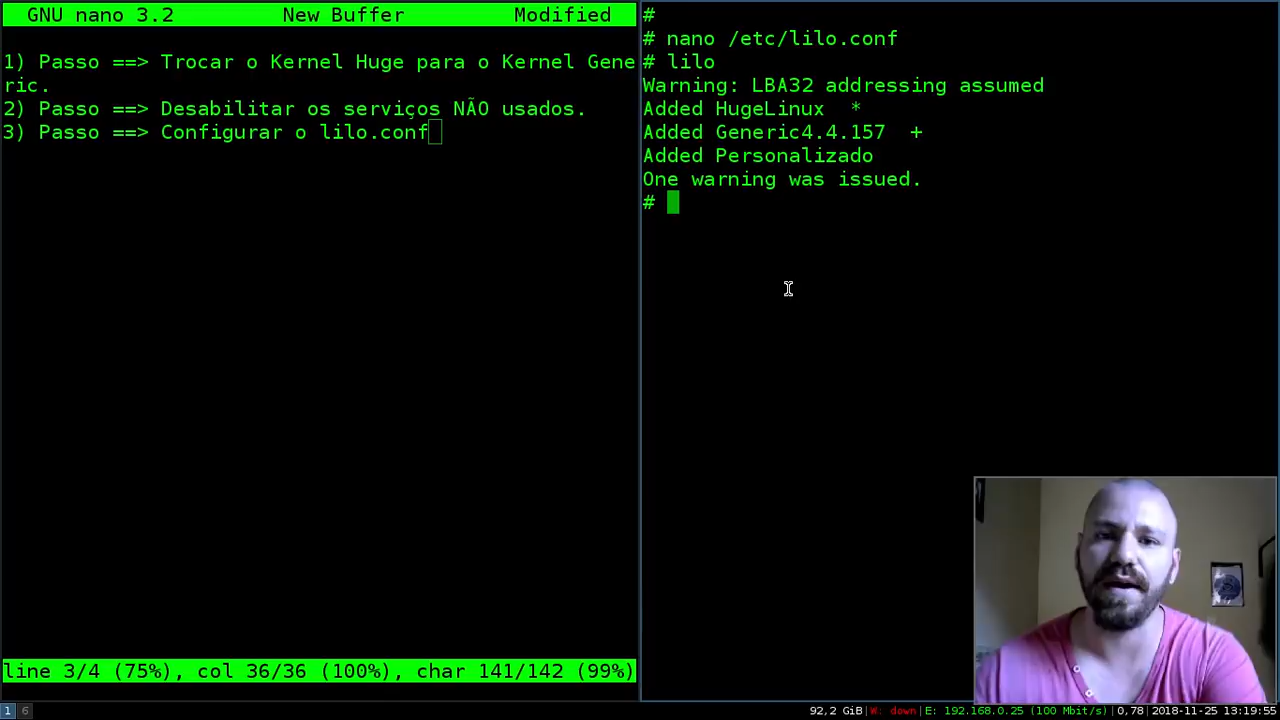 GNU nano 3.2 New Buffer Modified
1) Passo ==> Trocar o Kernel Huge para o Kernel Gene
ric.
2) Passo ==> Desabilitar os serviços NÃO usados.
3) Passo ==> Configurar o lilo.conf
line 3/4 (75%), col 36/36 (100%), char 141/142 (99%)
#
# nano /etc/lilo.conf
# lilo
Warning: LBA32 addressing assumed
Added HugeLinux *
Added Generic4.4.157 +
Added Personalizado
One warning was issued.
#
1 6
92,2 GiB|W: down|E: 192.168.0.25 (100 Mbit/s)|0,78|2018-11-25 13:19:55